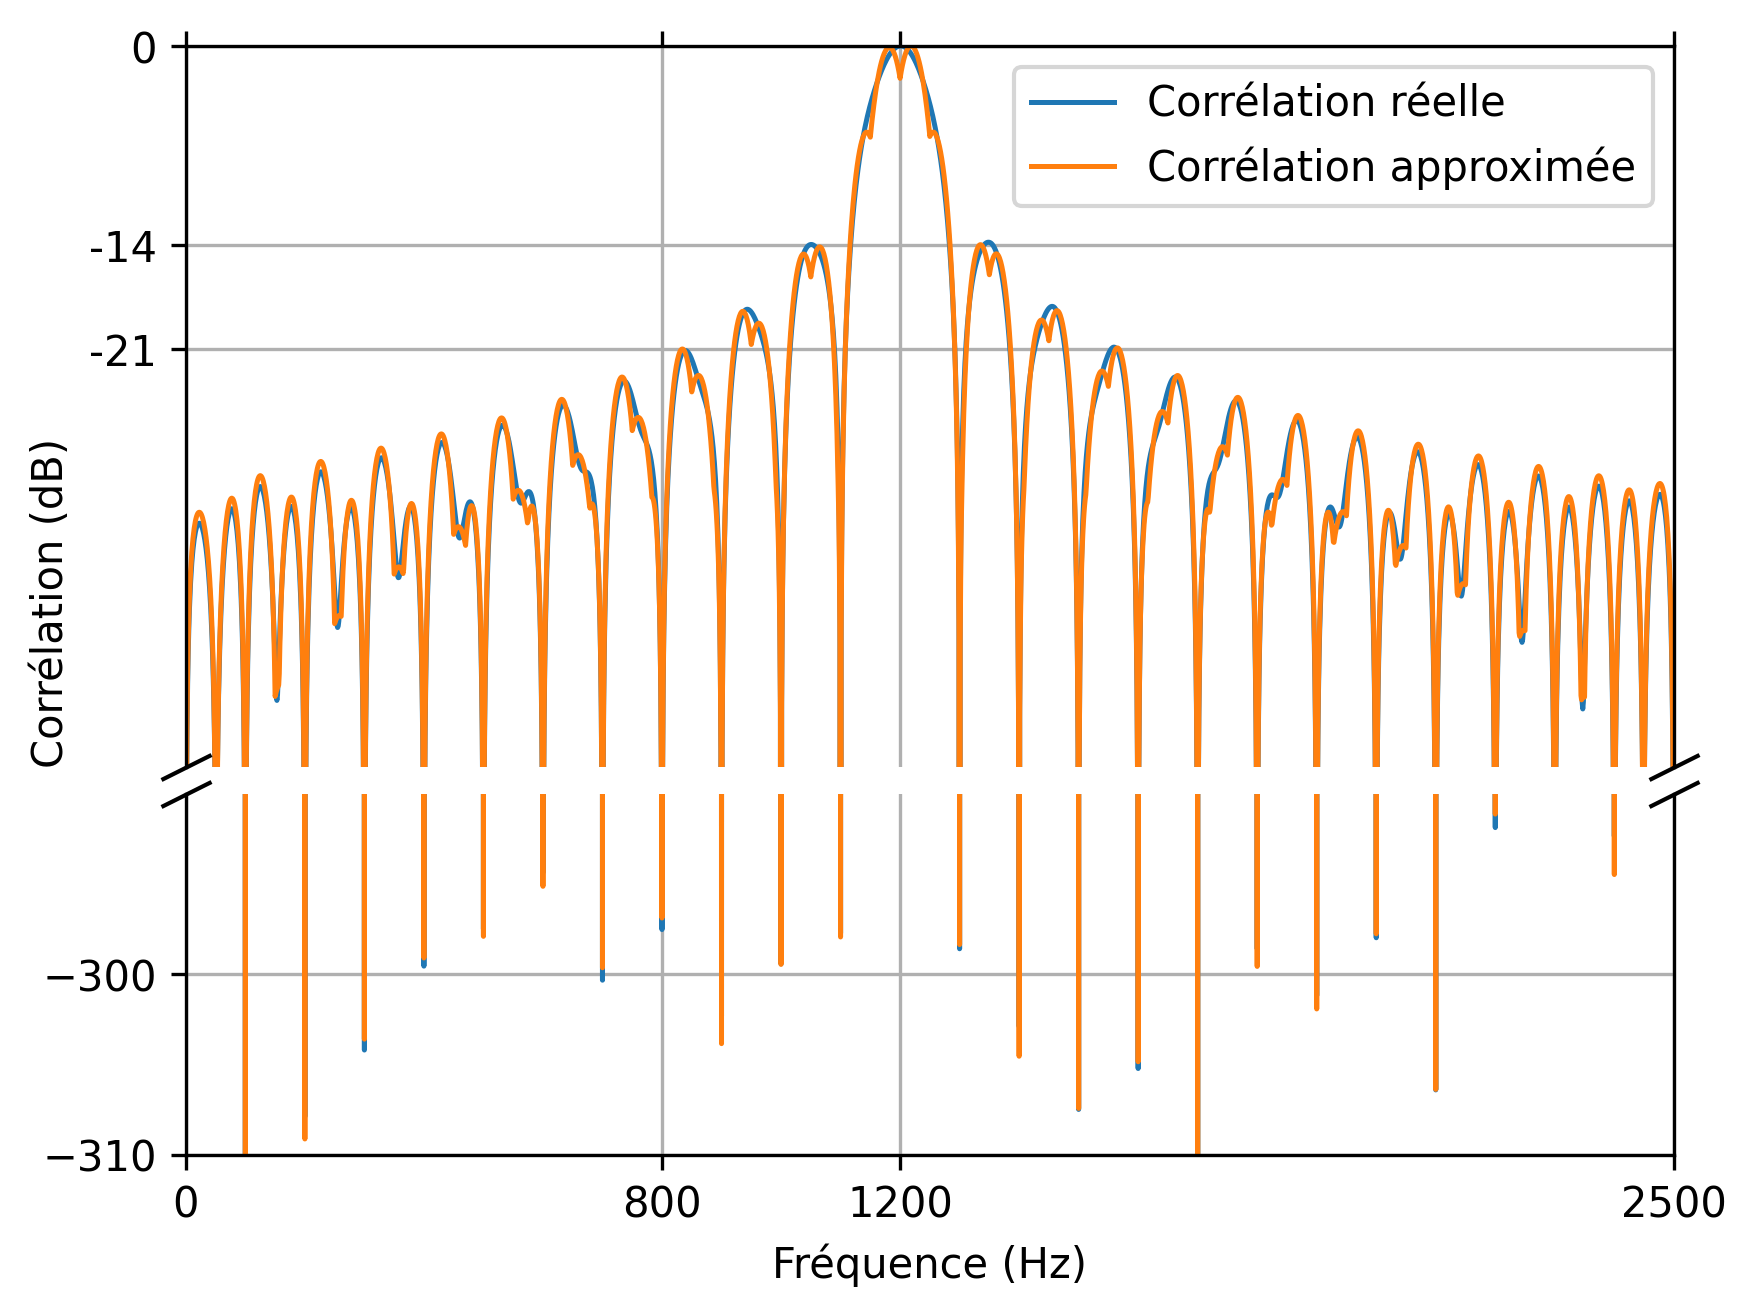 0
-14
-21
−300
−310
Corrélation (dB)
Corrélation réelle
Corrélation approximée
0
800
1200
2500
Fréquence (Hz)